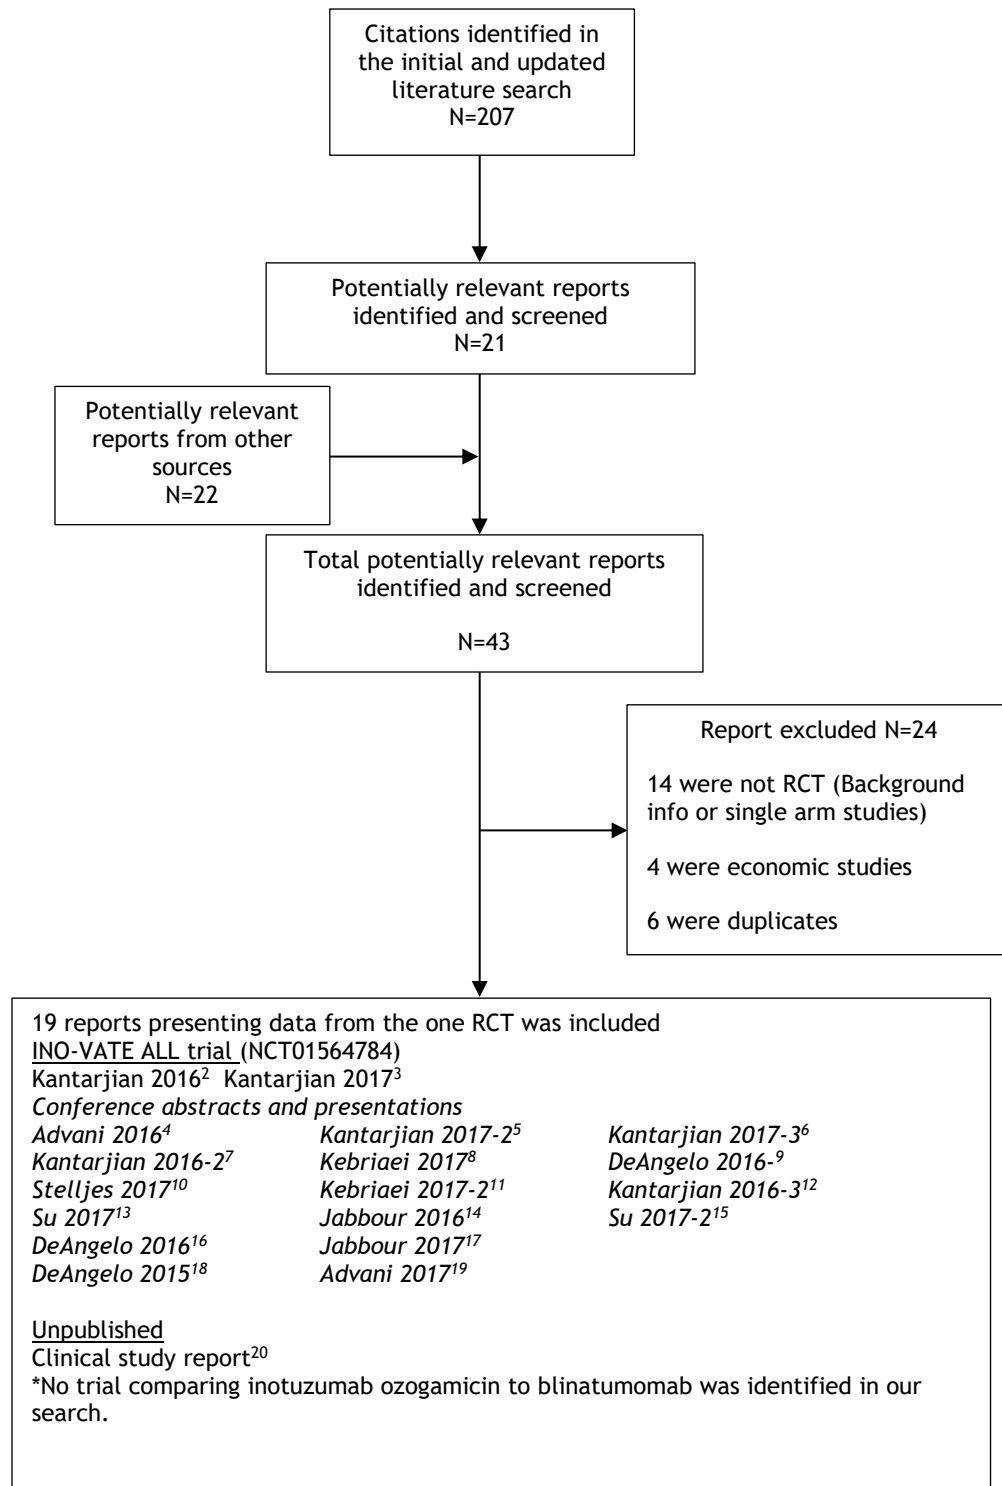 Citations identified in
the initial and updated
literature search
N=207
Potentially relevant reports
identified and screened
N=21
Potentially relevant
reports from other
sources
N=22
Total potentially relevant reports
identified and screened
N=43
Report excluded N=24
14 were not RCT (Background
info or single arm studies)
4 were economic studies
6 were duplicates
19 reports presenting data from the one RCT was included
INO-VATE ALL trial (NCT01564784)
Kantarjian 2016² Kantarjian 2017³
Conference abstracts and presentations
Advani 2016⁴ Kantarjian 2017-2⁵ Kantarjian 2017-3⁶
Kantarjian 2016-2⁷ Kebriaei 2017⁸ DeAngelo 2016-⁹
Stelljes 2017¹⁰ Kebriaei 2017-2¹¹ Kantarjian 2016-3¹²
Su 2017¹³ Jabbour 2016¹⁴ Su 2017-2¹⁵
DeAngelo 2016¹⁶ Jabbour 2017¹⁷
DeAngelo 2015¹⁸ Advani 2017¹⁹
Unpublished
Clinical study report²⁰
*No trial comparing inotuzumab ozogamicin to blinatumomab was identified in our
search.